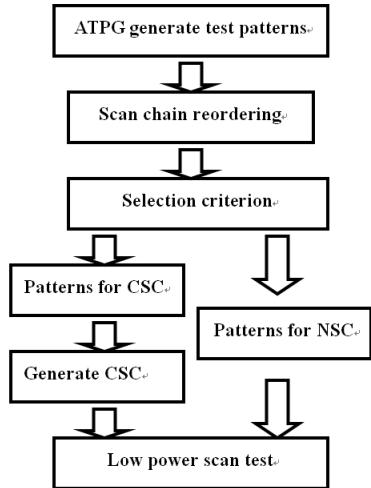 ATPG generate test patterns
Scan chain reordering
Selection criterion
Patterns for CSC
Patterns for NSC
Generate CSC
Low power scan test